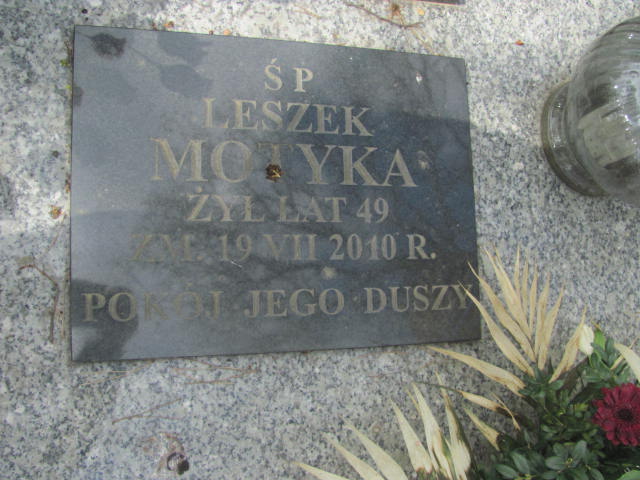 ŚP
LESZEK
MOTYKA
ŻYŁ LAT 49
ZM. 19 VII 2010 R.
POKÓJ JEGO DUSZY